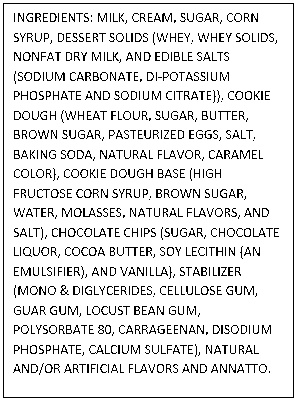 INGREDIENTS: MILK, CREAM, SUGAR, CORN
SYRUP, DESSERT SOLIDS (WHEY, WHEY SOLIDS,
NONFAT DRY MILK, AND EDIBLE SALTS
(SODIUM CARBONATE, DI-POTASSIUM
PHOSPHATE AND SODIUM CITRATE}), COOKIE
DOUGH (WHEAT FLOUR, SUGAR, BUTTER,
BROWN SUGAR, PASTEURIZED EGGS, SALT,
BAKING SODA, NATURAL FLAVOR, CARAMEL
COLOR), COOKIE DOUGH BASE (HIGH
FRUCTOSE CORN SYRUP, BROWN SUGAR,
WATER, MOLASSES, NATURAL FLAVORS, AND
SALT), CHOCOLATE CHIPS (SUGAR, CHOCOLATE
LIQUOR, COCOA BUTTER, SOY LECITHIN {AN
EMULSIFIER), AND VANILLA}, STABILIZER
(MONO & DIGLYCERIDES, CELLULOSE GUM,
GUAR GUM, LOCUST BEAN GUM,
POLYSORBATE 80, CARRAGEENAN, DISODIUM
PHOSPHATE, CALCIUM SULFATE), NATURAL
AND/OR ARTIFICIAL FLAVORS AND ANNATTO.